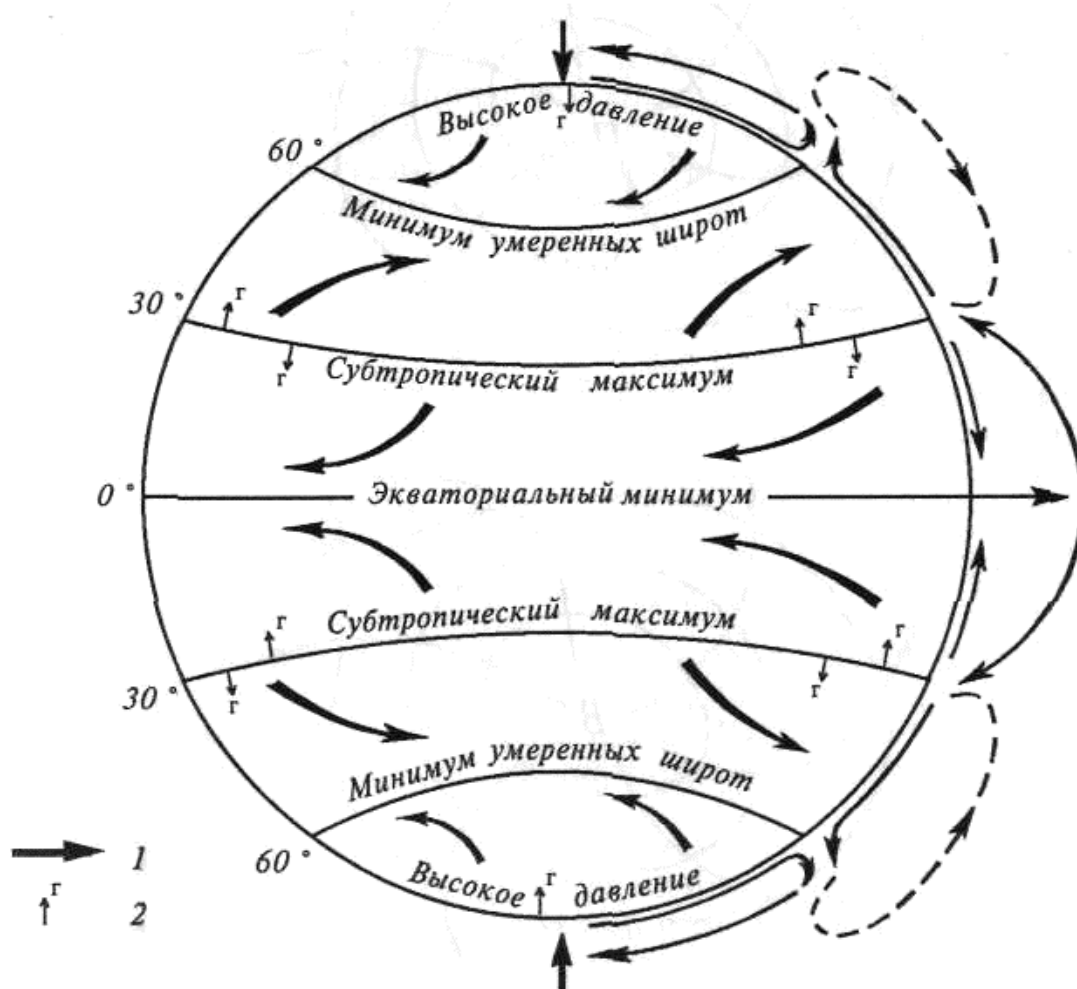 Высокое давление
г
60°
Минимум умеренных широт
г г
30°
г г
Субтропический максимум
0° Экваториальный минимум
Субтропический максимум
г г
г г
30°
Минимум умеренных широт
60°
г
Высокое давление
1
г
2